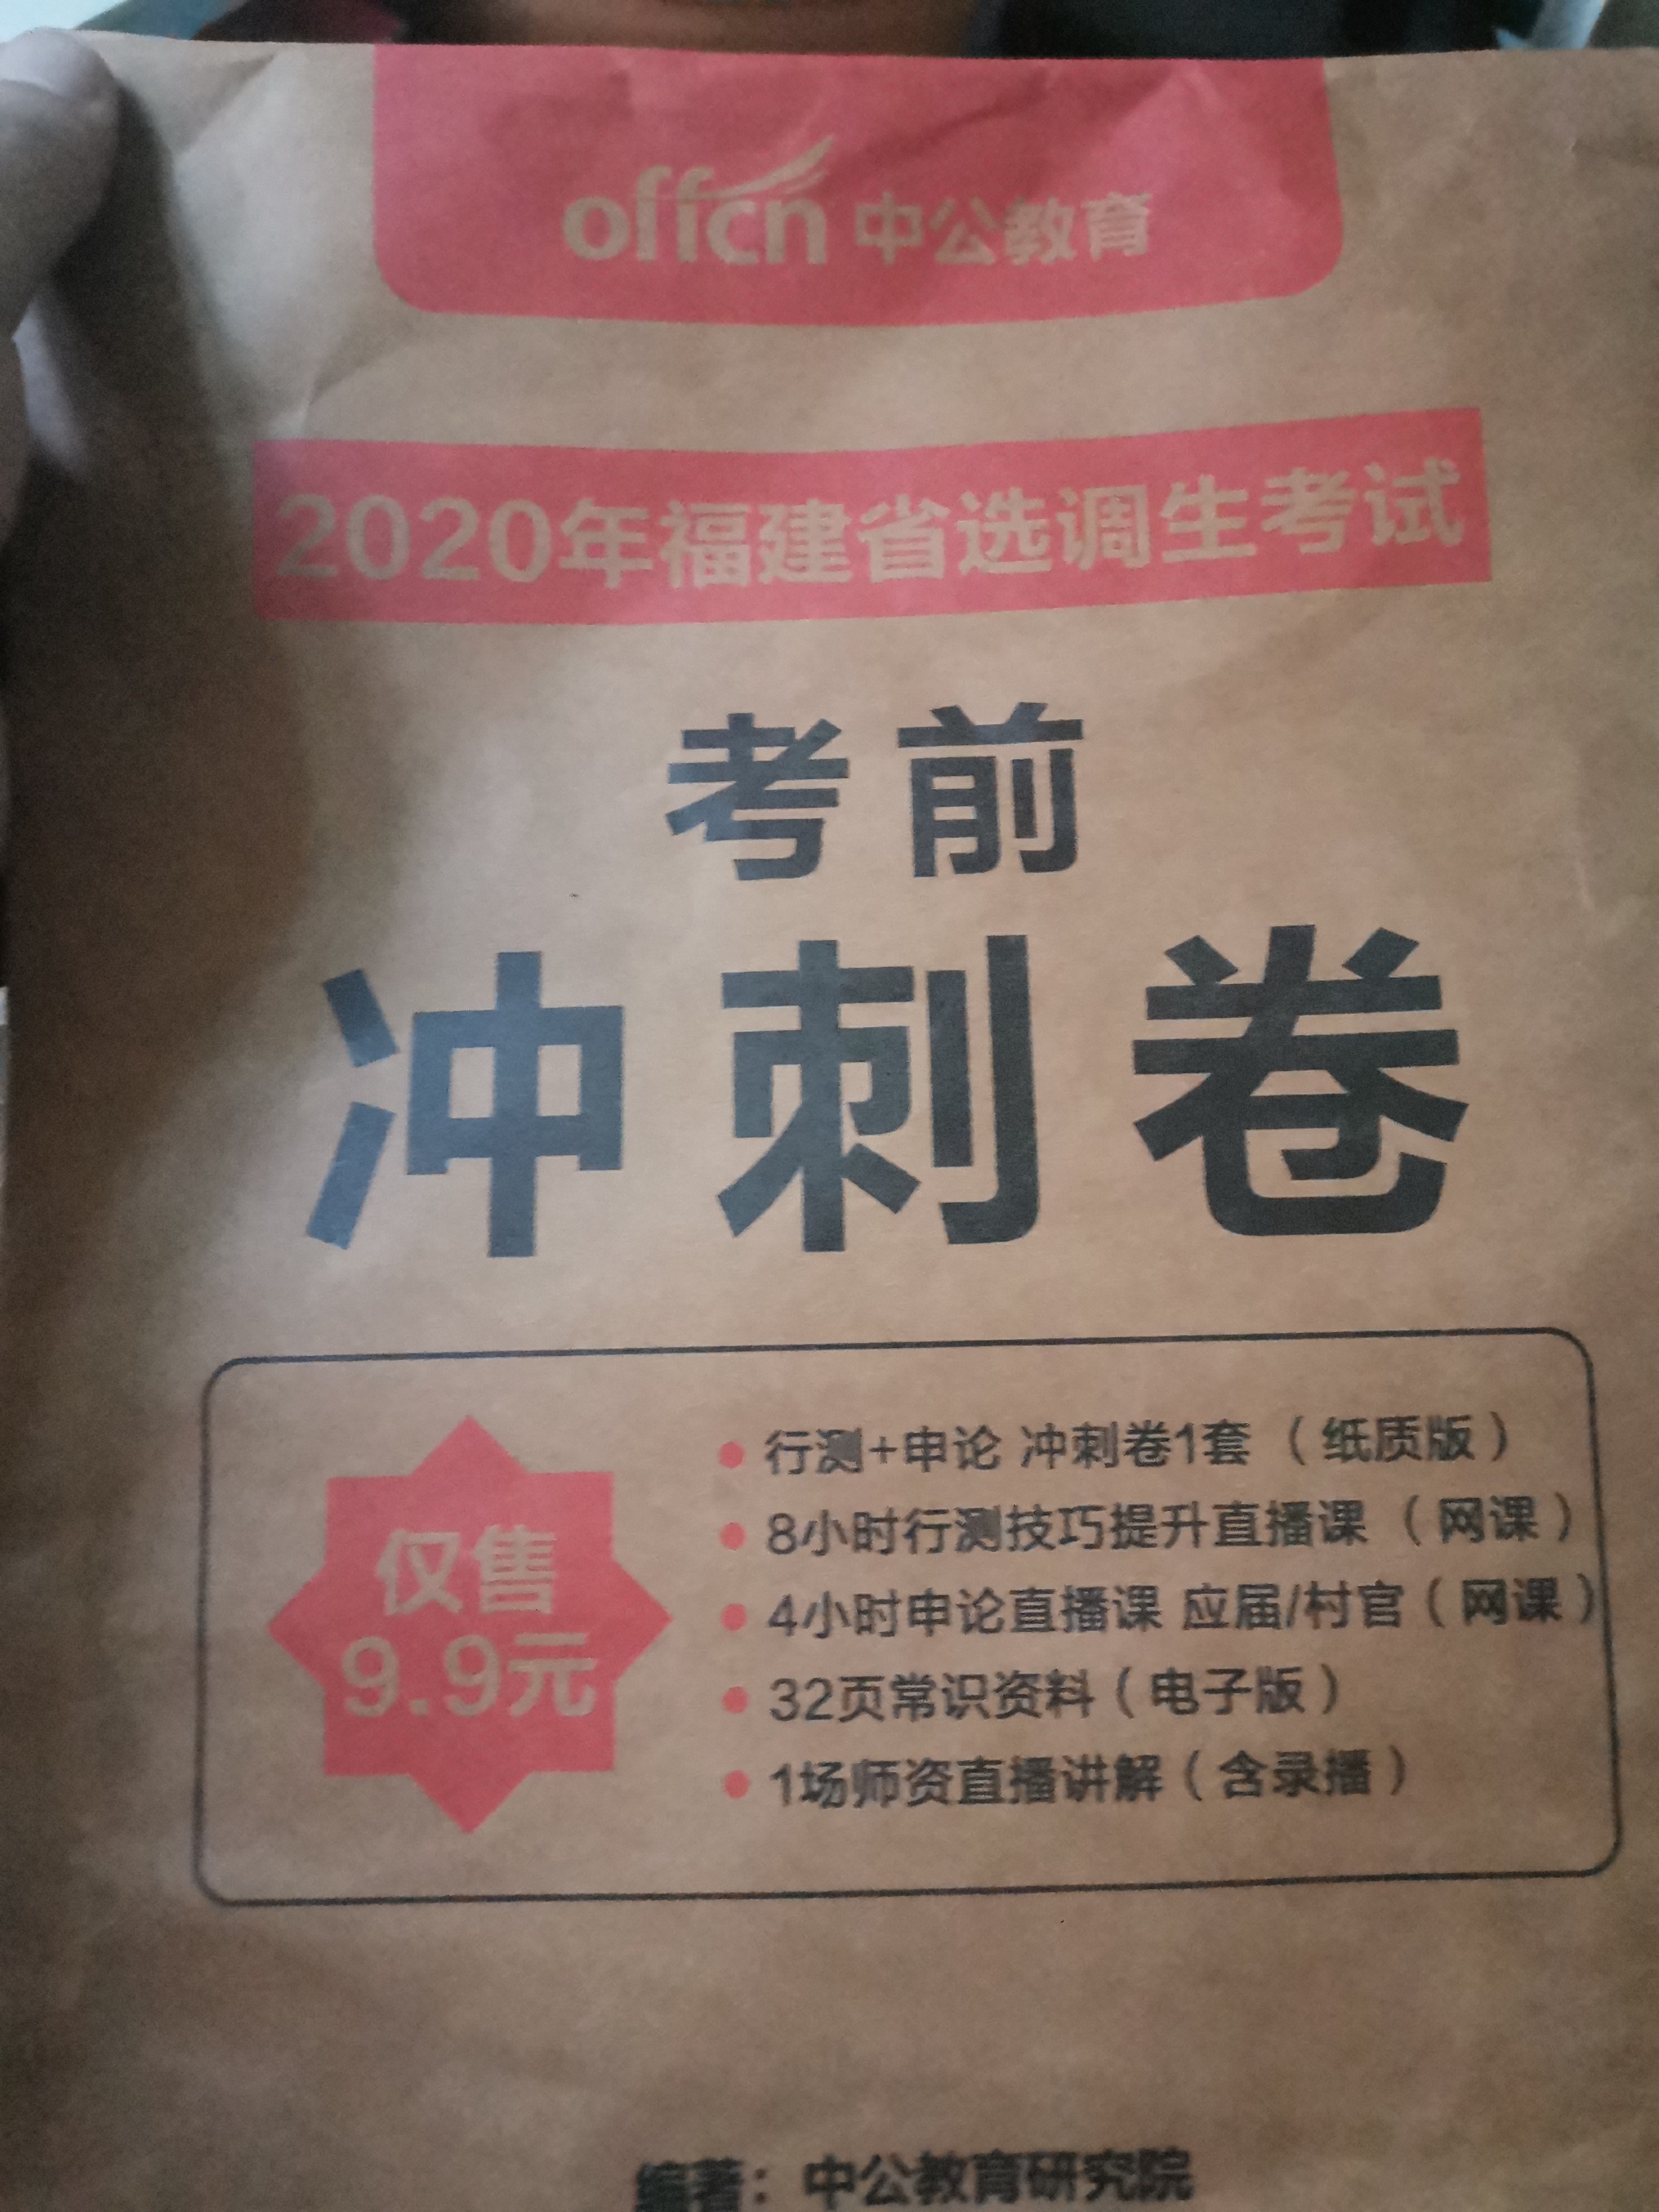 offcn 中公教育
2020年福建省选调生考试
考前
冲刺卷
仅售
9.9元
行测+申论 冲刺卷1套（纸质版）
8小时行测技巧提升直播课（网课）
4小时申论直播课 应届/村官（网课）
32页常识资料（电子版）
1场师资直播讲解（含录播）
编著：中公教育研究院